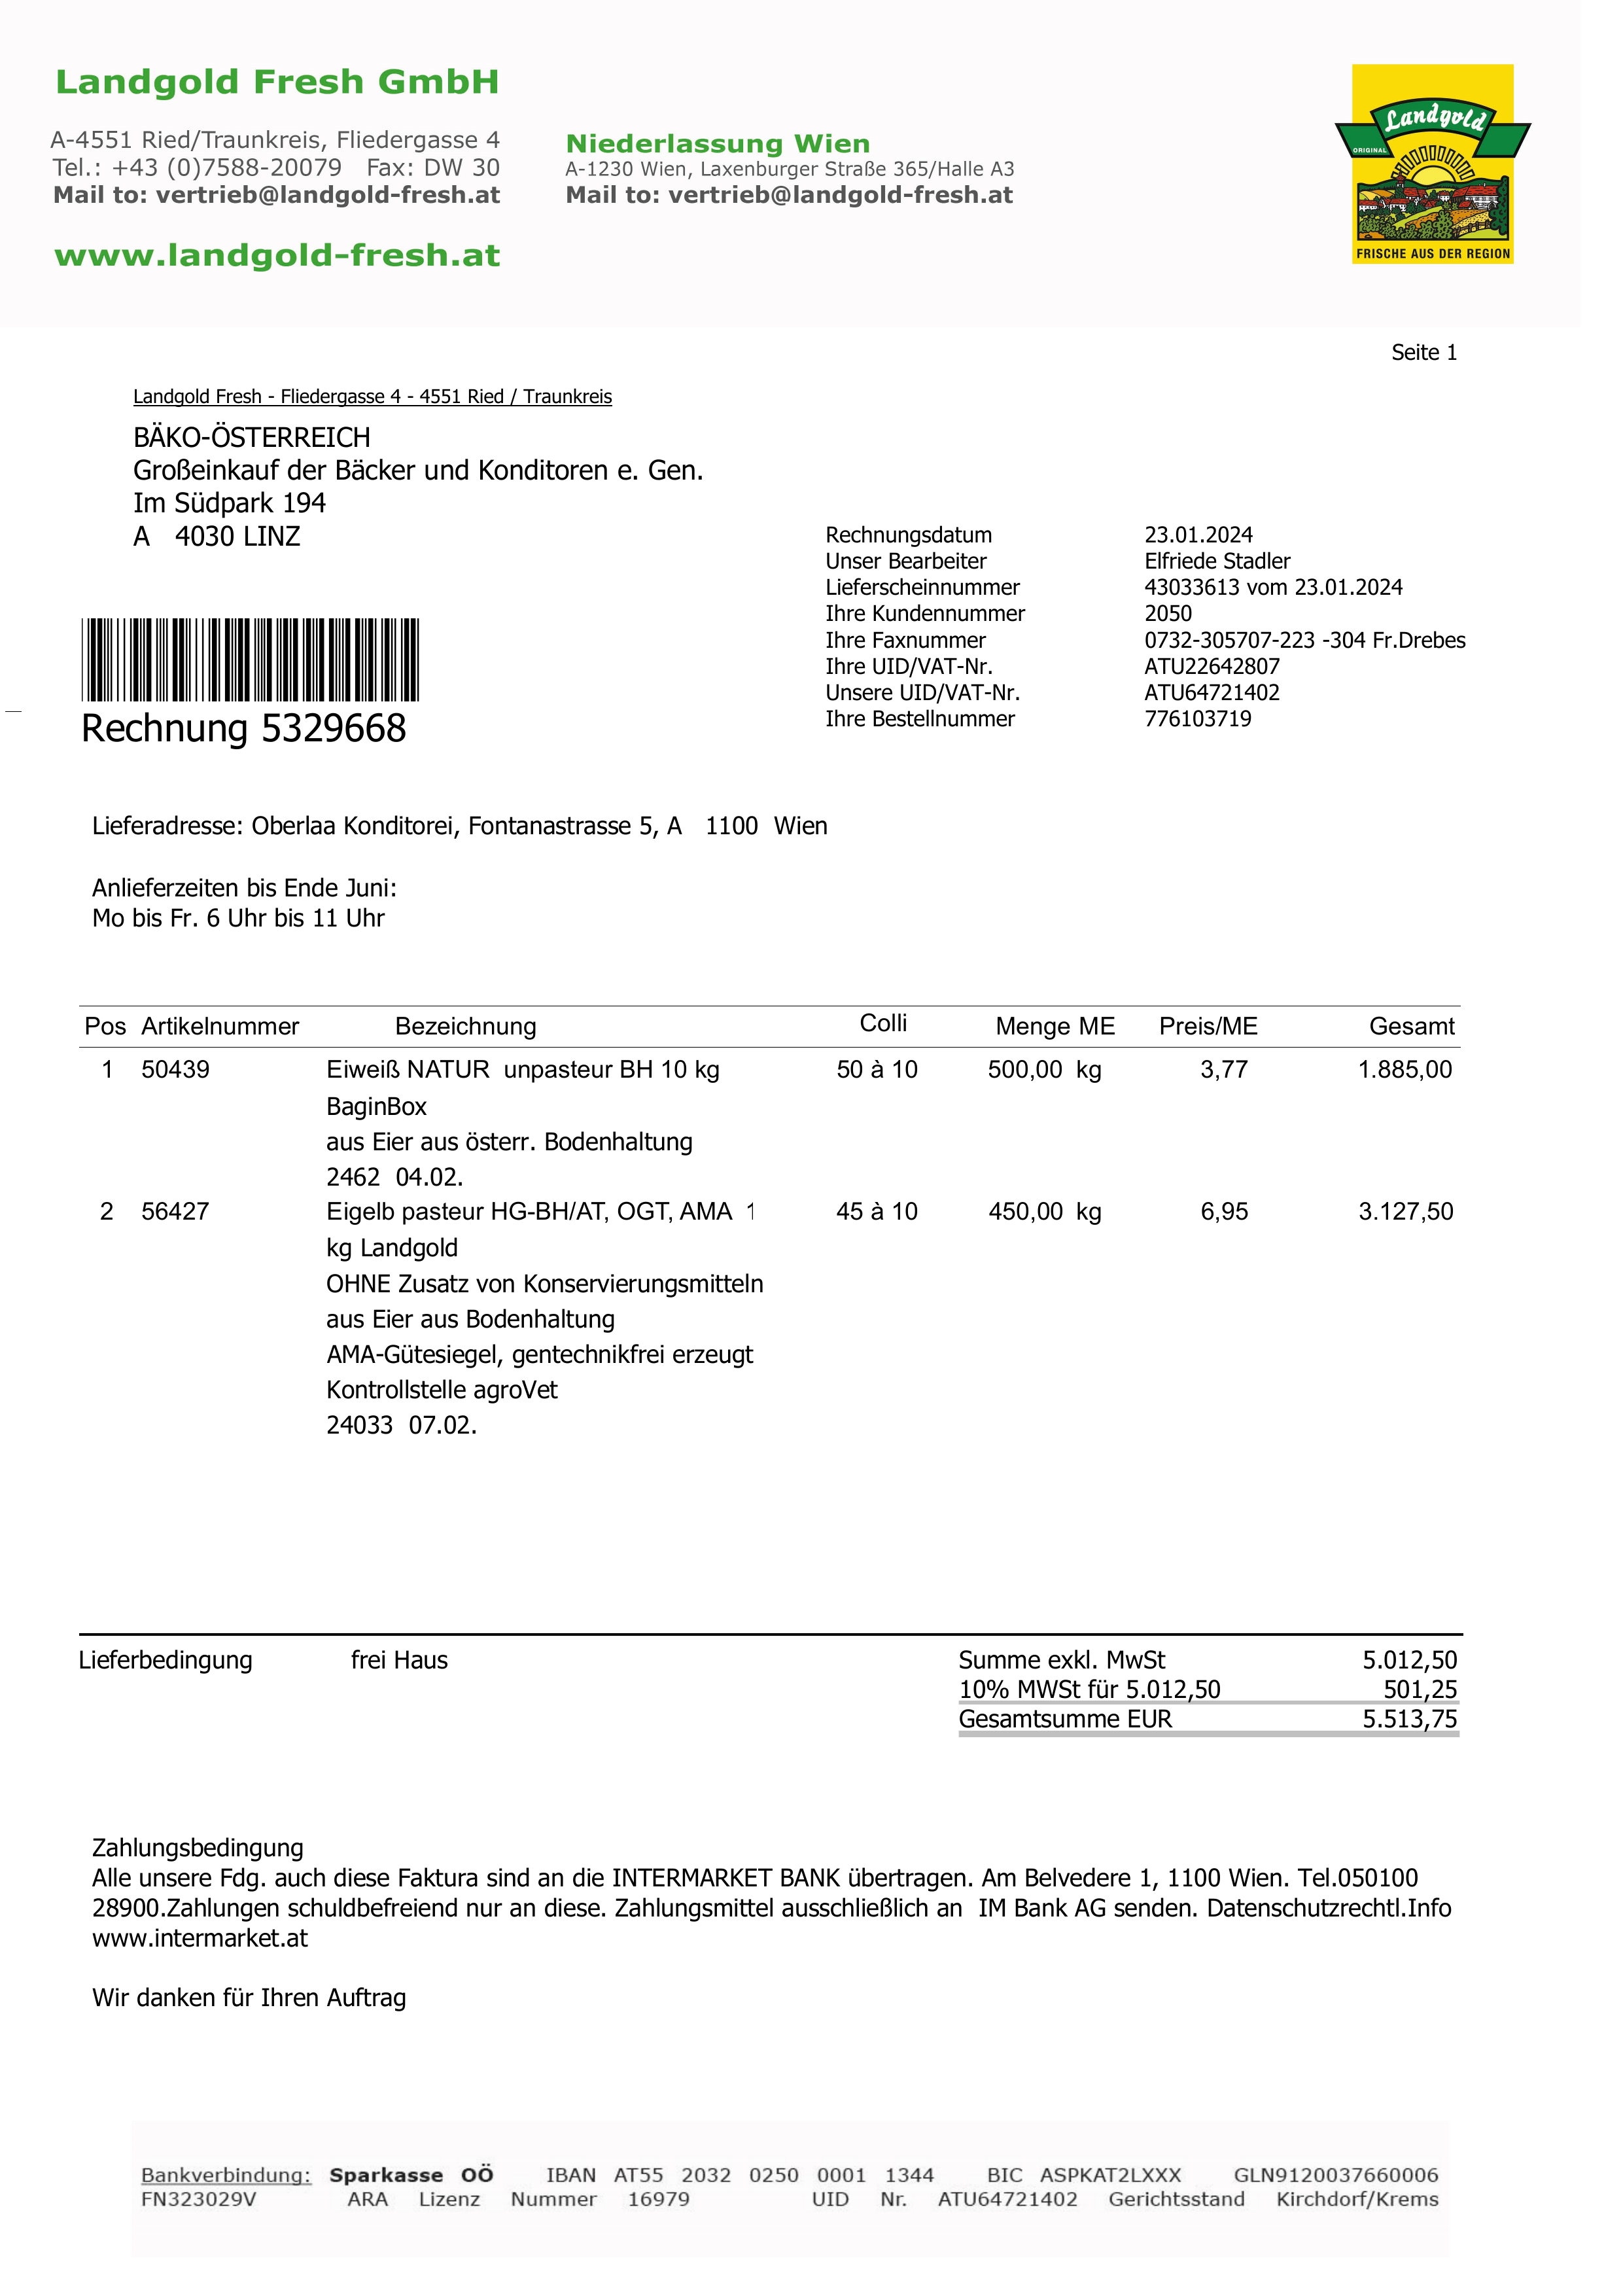 Landgold Fresh GmbH
A-4551 Ried/Traunkreis, Fliedergasse 4
Tel.: +43 (0)7588-20079 Fax: DW 30
Mail to: vertrieb@landgold-fresh.at
www.landgold-fresh.at
Niederlassung Wien
A-1230 Wien, Laxenburger Straße 365/Halle A3
Mail to: vertrieb@landgold-fresh.at
Landgold
ORIGINAL
FRISCHE AUS DER REGION
Seite 1
Landgold Fresh - Fliedergasse 4 - 4551 Ried / Traunkreis
BÄKO-ÖSTERREICH
Großeinkauf der Bäcker und Konditoren e. Gen.
Im Südpark 194
A 4030 LINZ
Rechnungsdatum 23.01.2024
Unser Bearbeiter Elfriede Stadler
Lieferscheinnummer 43033613 vom 23.01.2024
Ihre Kundennummer 2050
Ihre Faxnummer 0732-305707-223 -304 Fr.Drebes
Ihre UID/VAT-Nr. ATU22642807
Unsere UID/VAT-Nr. ATU64721402
Ihre Bestellnummer 776103719
Rechnung 5329668
Lieferadresse: Oberlaa Konditorei, Fontanastrasse 5, A 1100 Wien
Anlieferzeiten bis Ende Juni:
Mo bis Fr. 6 Uhr bis 11 Uhr
Pos Artikelnummer Bezeichnung Colli Menge ME Preis/ME Gesamt
1 50439 Eiweiß NATUR unpasteur BH 10 kg 50 à 10 500,00 kg 3,77 1.885,00
BaginBox
aus Eier aus österr. Bodenhaltung
2462 04.02.
2 56427 Eigelb pasteur HG-BH/AT, OGT, AMA 1 45 à 10 450,00 kg 6,95 3.127,50
kg Landgold
OHNE Zusatz von Konservierungsmitteln
aus Eier aus Bodenhaltung
AMA-Gütesiegel, gentechnikfrei erzeugt
Kontrollstelle agroVet
24033 07.02.
Lieferbedingung frei Haus Summe exkl. MwSt 5.012,50
10% MWSt für 5.012,50 501,25
Gesamtsumme EUR 5.513,75
Zahlungsbedingung
Alle unsere Fdg. auch diese Faktura sind an die INTERMARKET BANK übertragen. Am Belvedere 1, 1100 Wien. Tel.050100
28900.Zahlungen schuldbefreiend nur an diese. Zahlungsmittel ausschließlich an IM Bank AG senden. Datenschutzrechtl.Info
www.intermarket.at
Wir danken für Ihren Auftrag
Bankverbindung: Sparkasse OÖ IBAN AT55 2032 0250 0001 1344 BIC ASPKAT2LXXX GLN9120037660006
FN323029V ARA Lizenz Nummer 16979 UID Nr. ATU64721402 Gerichtsstand Kirchdorf/Krems